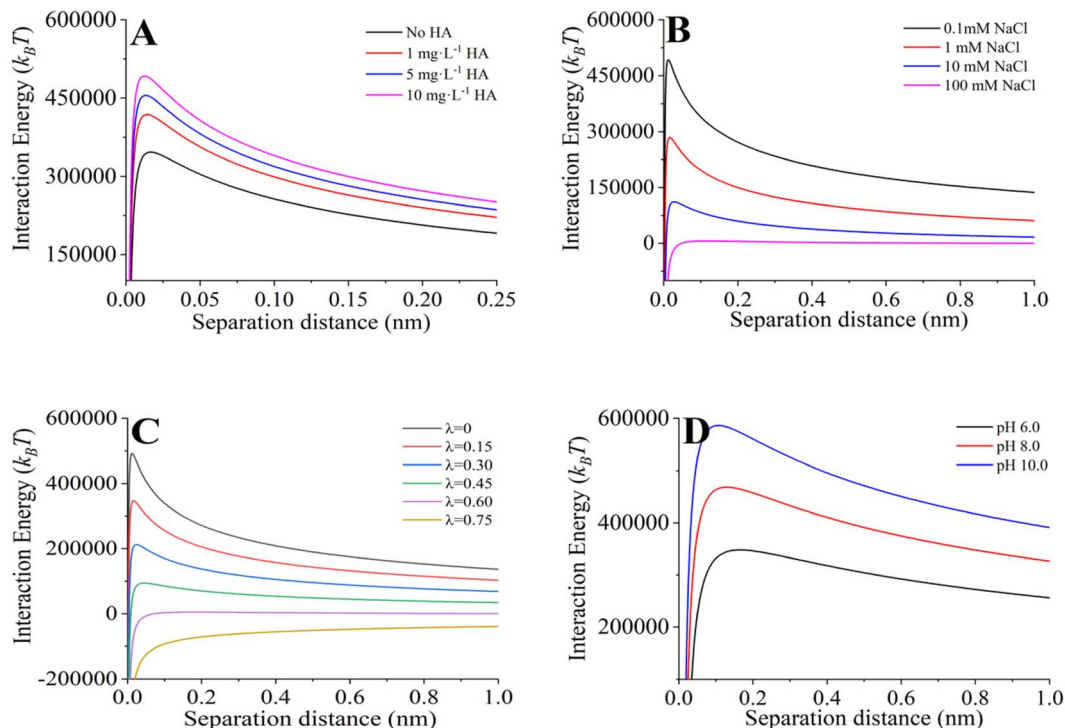 A
No HA
1 mg·L⁻¹ HA
5 mg·L⁻¹ HA
10 mg·L⁻¹ HA
600000
450000
300000
150000
Interaction Energy (k_BT)
0.00 0.05 0.10 0.15 0.20 0.25
Separation distance (nm)
B
0.1mM NaCl
1 mM NaCl
10 mM NaCl
100 mM NaCl
600000
450000
300000
150000
0
Interaction Energy (k_BT)
0.0 0.2 0.4 0.6 0.8 1.0
Separation distance (nm)
C
λ=0
λ=0.15
λ=0.30
λ=0.45
λ=0.60
λ=0.75
600000
400000
200000
0
-200000
Interaction Energy (k_BT)
0.0 0.2 0.4 0.6 0.8 1.0
Separation distance (nm)
D
pH 6.0
pH 8.0
pH 10.0
600000
400000
200000
Interaction Energy (k_BT)
0.0 0.2 0.4 0.6 0.8 1.0
Separation distance (nm)